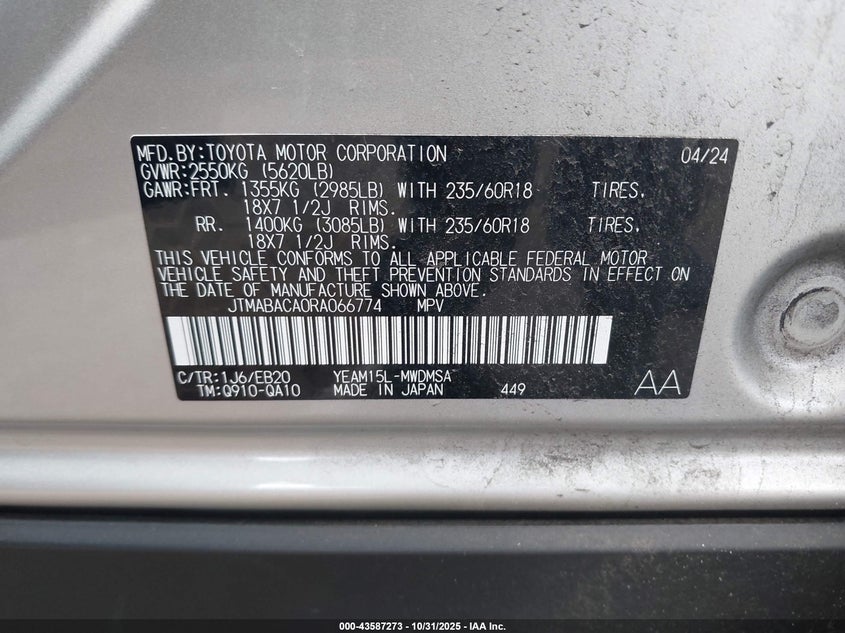 MFD.BY:TOYOTA MOTOR CORPORATION 04/24
GVWR:2550KG (5620LB)
GAWR:FRT. 1355KG (2985LB) WITH 235/60R18 TIRES,
18X7 1/2J RIMS.
RR. 1400KG (3085LB) WITH 235/60R18 TIRES,
18X7 1/2J RIMS.
THIS VEHICLE CONFORMS TO ALL APPLICABLE FEDERAL MOTOR
VEHICLE SAFETY AND THEFT PREVENTION STANDARDS IN EFFECT ON
THE DATE OF MANUFACTURE SHOWN ABOVE.
JTMABACA0RA066774 MPV
C/TR:1J6/EB20 YEAM15L-MWDMSA
TM:Q910-QA10 MADE IN JAPAN 449 AA
000-43587273 - 10/31/2025 - IAA Inc.